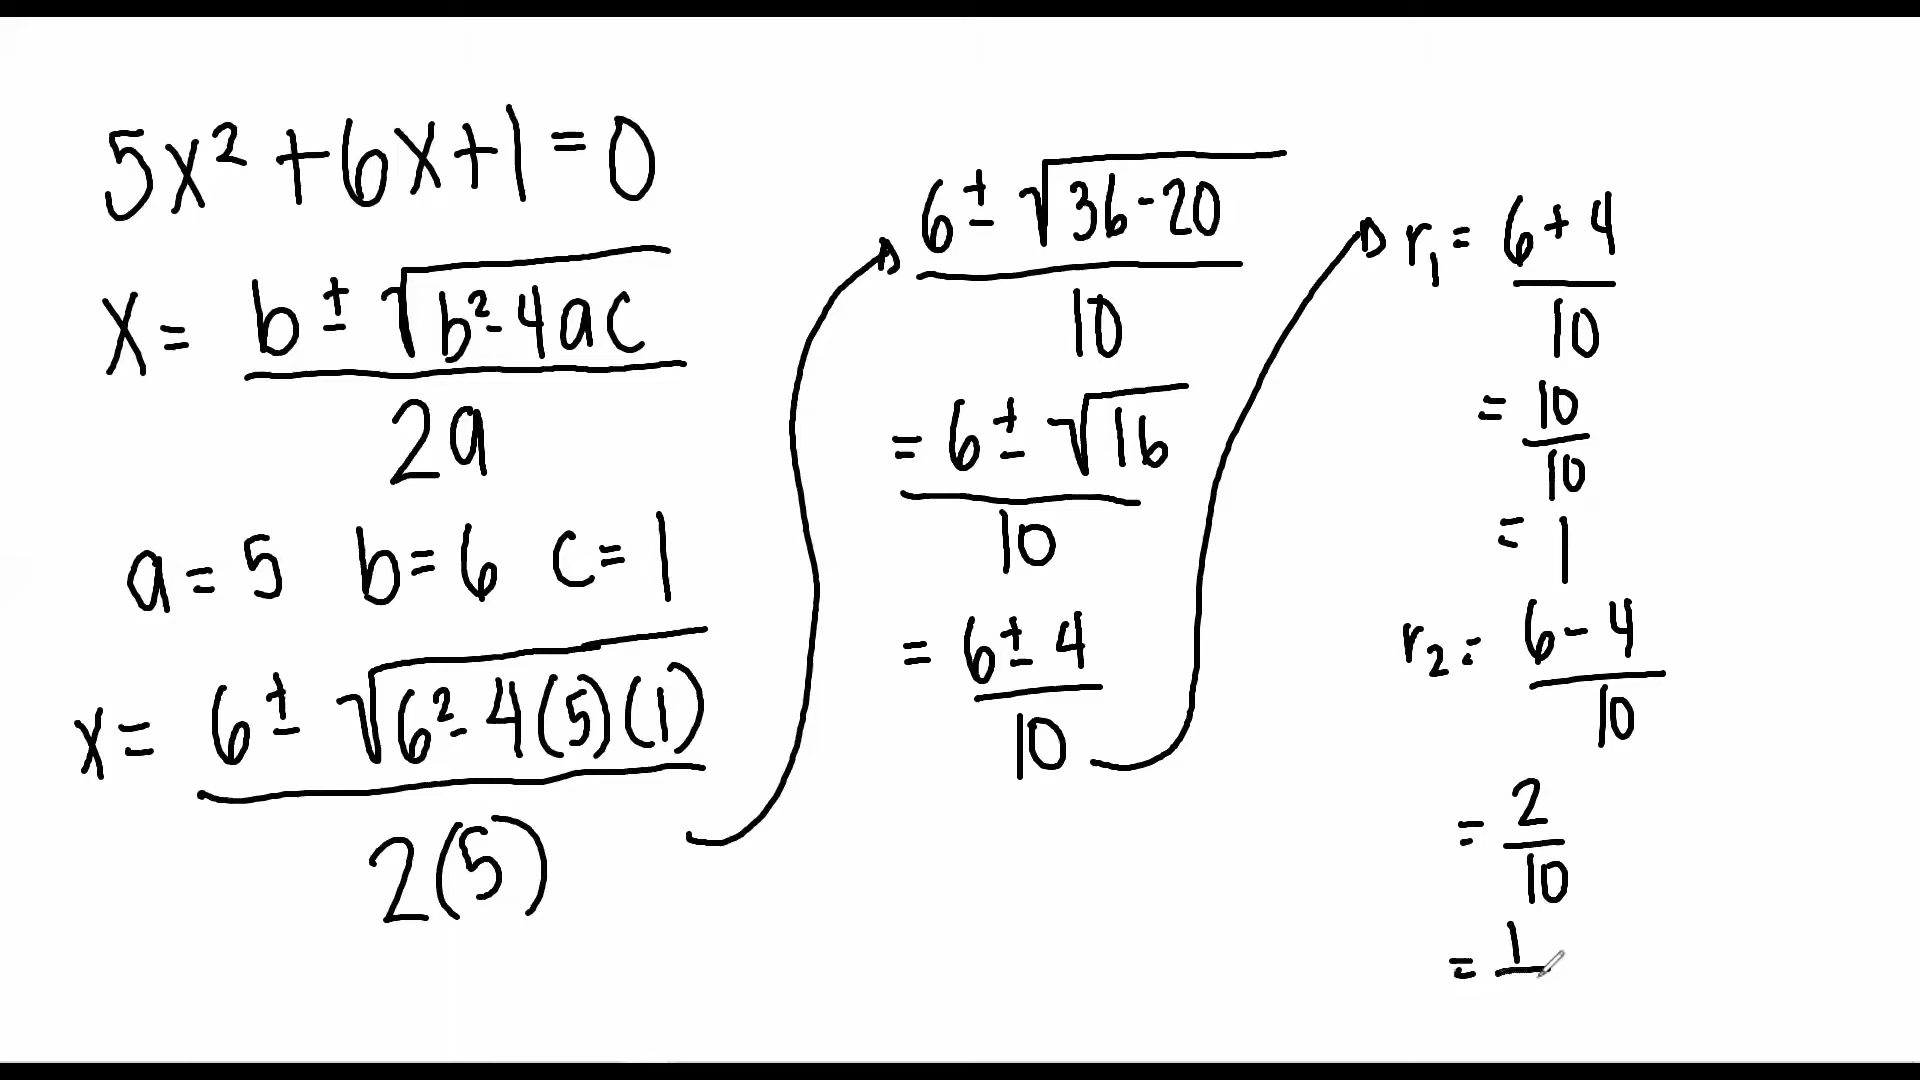 5x² + 6x + 1 = 0
x = b ± √b² - 4ac
2a
a = 5 b = 6 c = 1
x = 6 ± √6² - 4(5)(1)
2(5)
6 ± √36 - 20
10
= 6 ± √16
10
= 6 ± 4
10
r₁ = 6 + 4
10
= 10
10
= 1
r₂ = 6 - 4
10
= 2
10
= 1